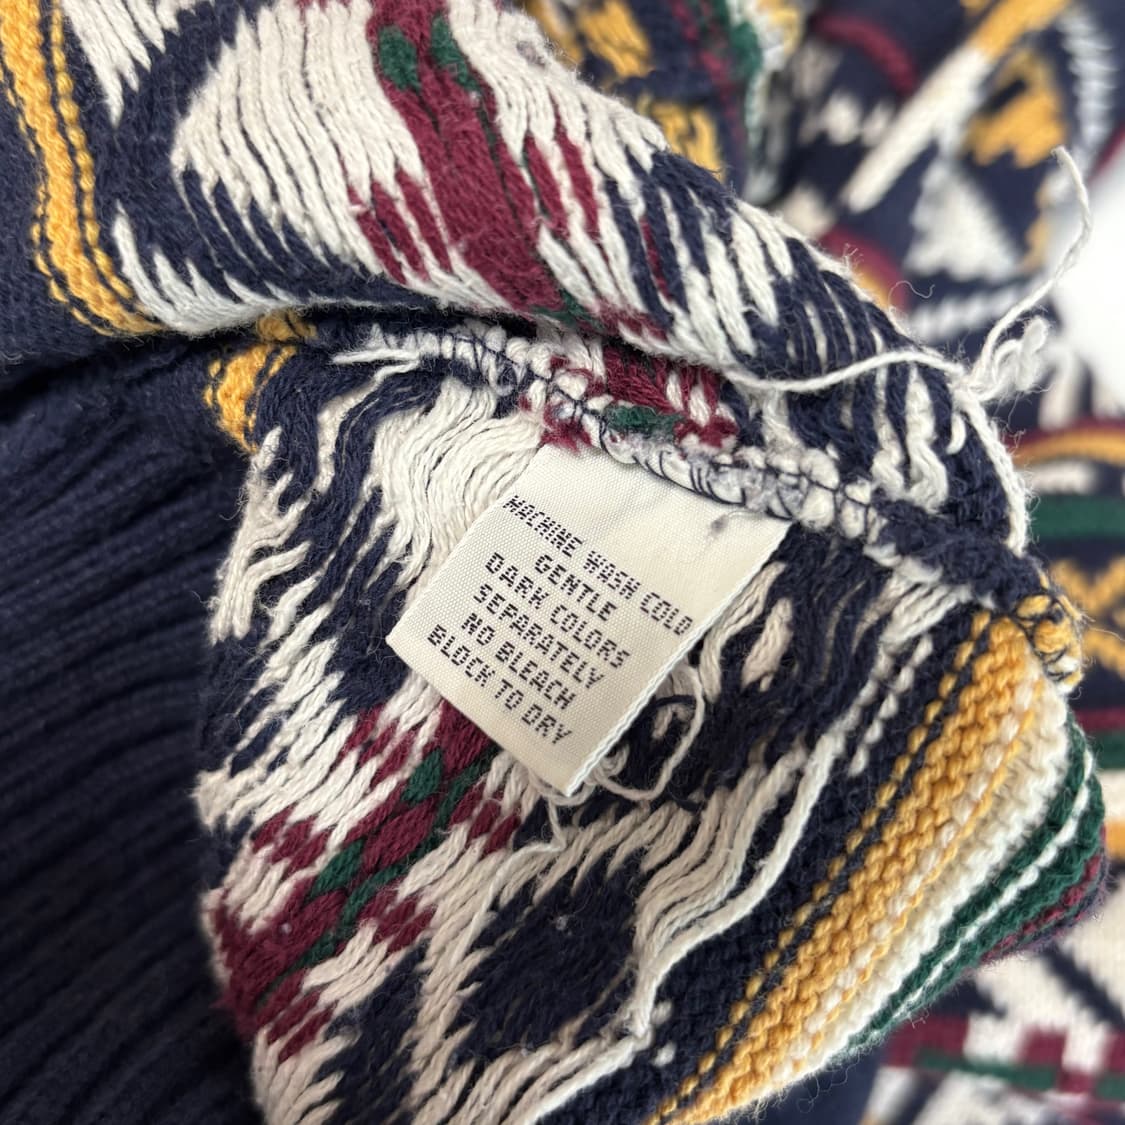 MACHINE WASH COLD
GENTLE
DARK COLORS
SEPARATELY
NO BLEACH
BLOCK TO DRY